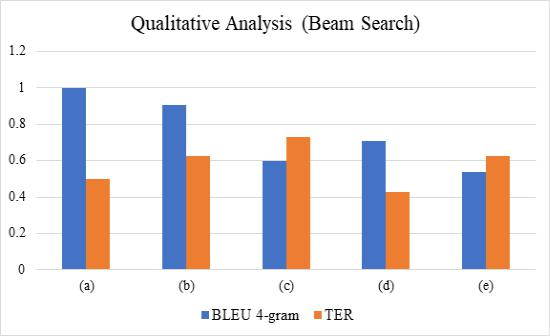 Qualitative Analysis (Beam Search)
1.2
1
0.8
0.6
0.4
0.2
0
(a) (b) (c) (d) (e)
BLEU 4-gram TER